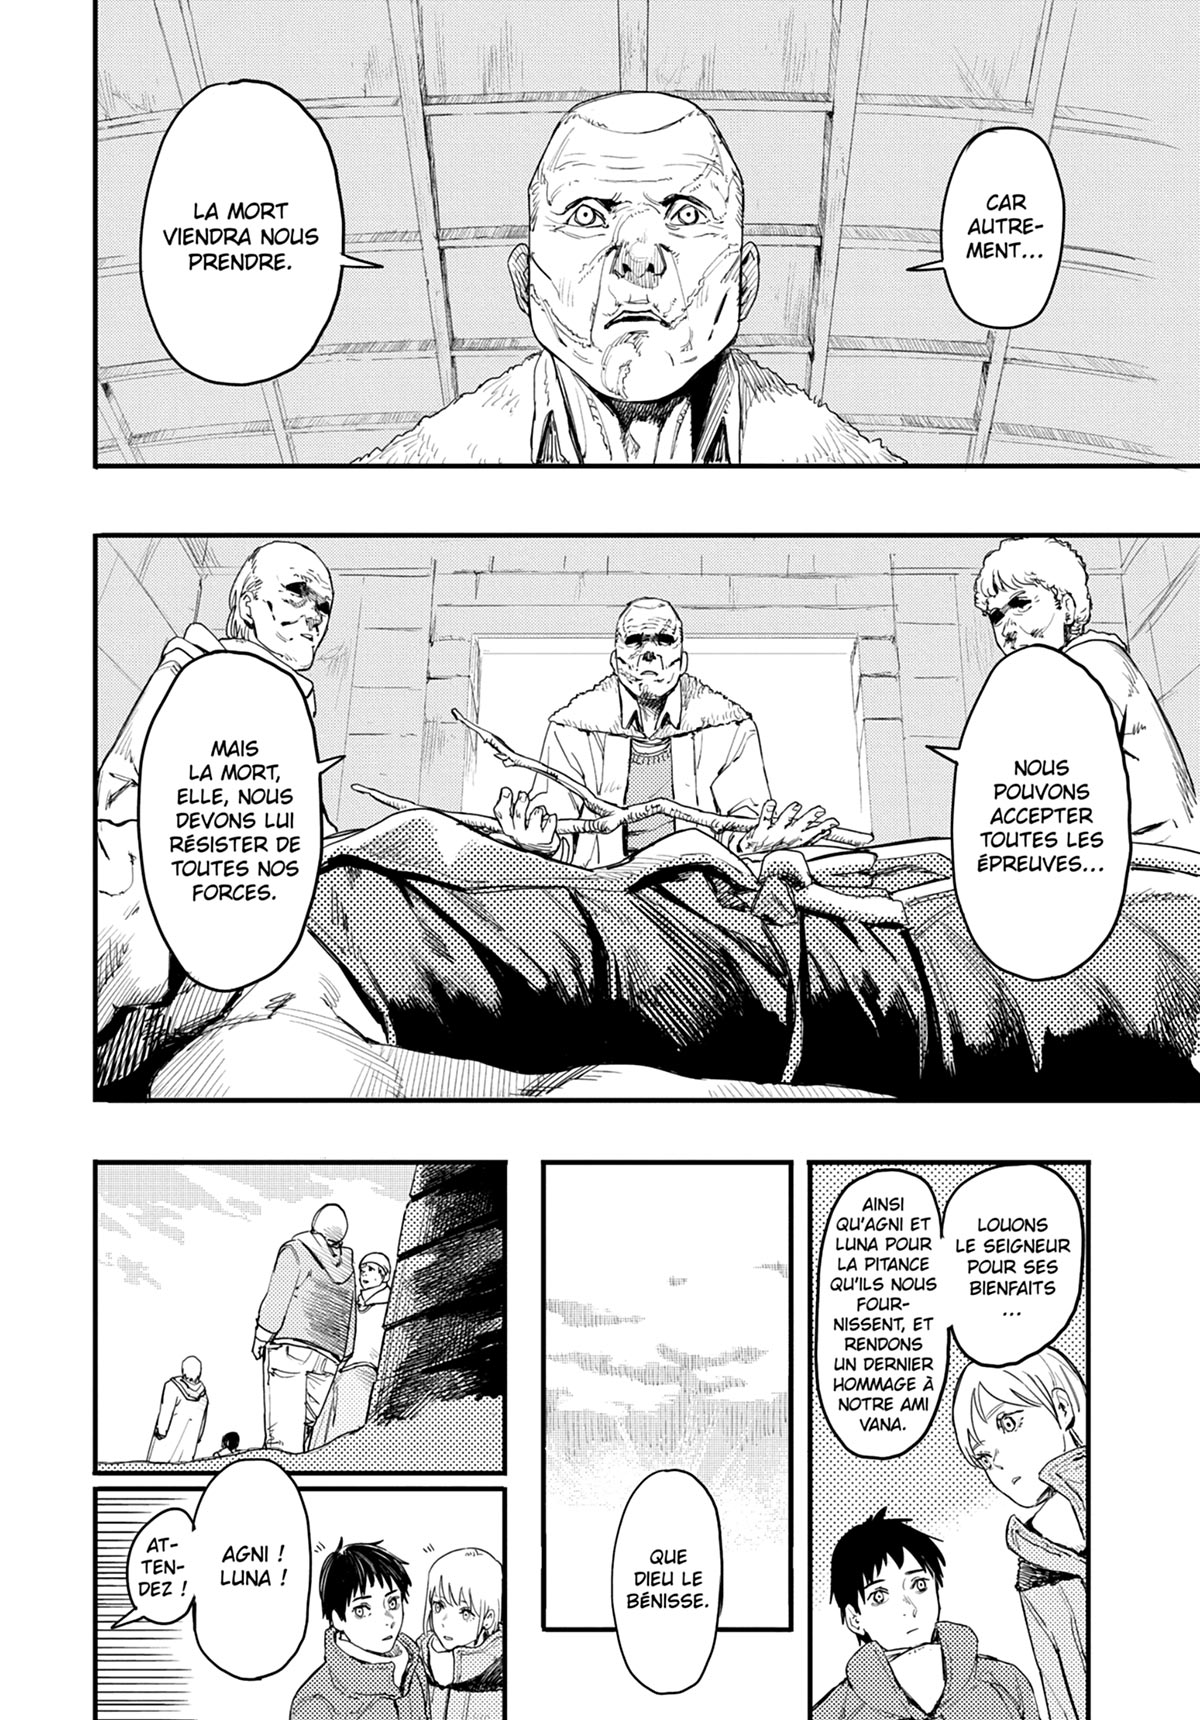 CAR
AUTRE-
MENT...
LA MORT
VIENDRA NOUS
PRENDRE.
NOUS
POUVONS
ACCEPTER
TOUTES LES
ÉPREUVES...
MAIS
LA MORT,
ELLE, NOUS
DEVONS LUI
RÉSISTER DE
TOUTES NOS
FORCES.
LOUONS
LE SEIGNEUR
POUR SES
BIENFAITS
...
AINSI
QU'AGNI ET
LUNA POUR
LA PITANCE
QU'ILS NOUS
FOUR-
NISSENT, ET
RENDONS
UN DERNIER
HOMMAGE À
NOTRE AMI
VANA.
QUE
DIEU LE
BÉNISSE.
AGNI !
LUNA !
AT-
TEN-
DEZ !